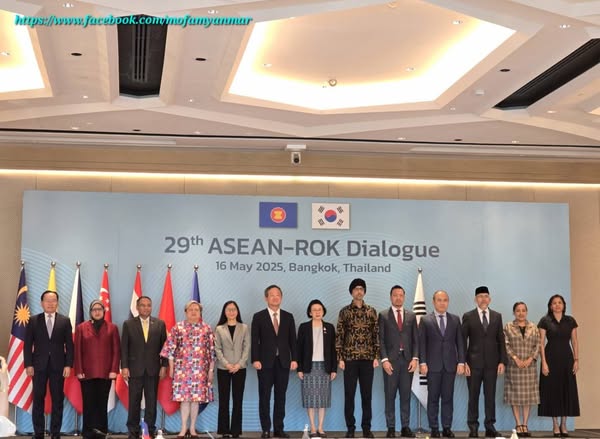 https://www.facebook.com/mofamyanmar
29th ASEAN-ROK Dialogue
16 May 2025, Bangkok, Thailand